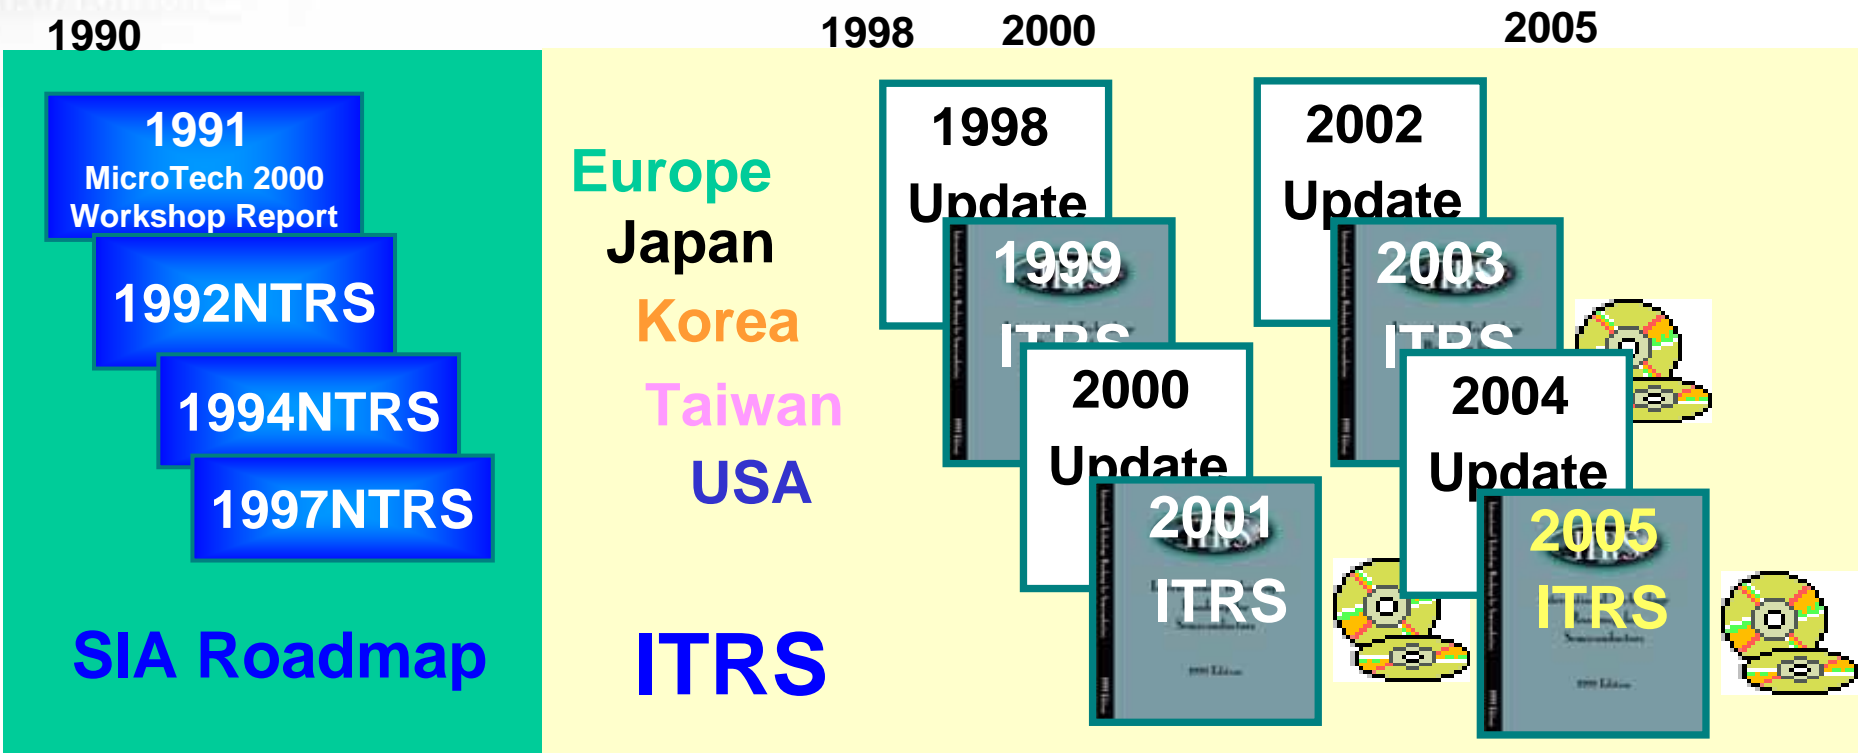 1990
1998
2000
2005
1991
MicroTech 2000
Workshop Report
1992NTRS
1994NTRS
1997NTRS
SIA Roadmap
Europe
Japan
Korea
Taiwan
USA
ITRS
1998
Update
1999
ITRS
2000
Update
2001
ITRS
2002
Update
2003
ITRS
2004
Update
2005
ITRS